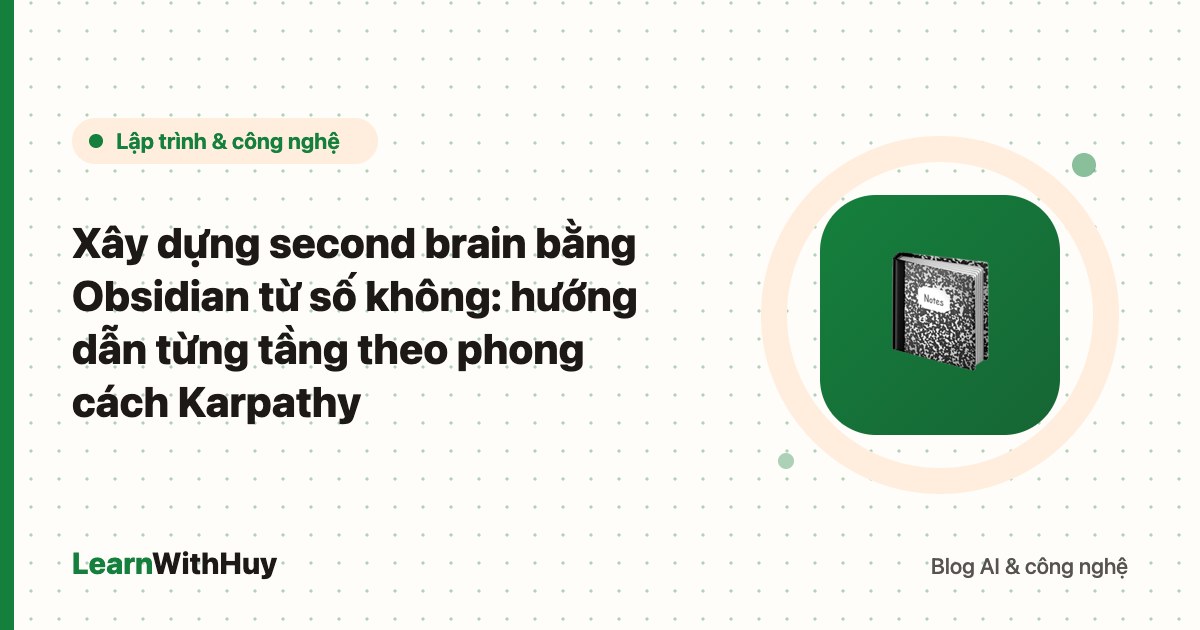 Lập trình & công nghệ
Xây dựng second brain bằng
Obsidian từ số không: hướng
dẫn từng tầng theo phong
cách Karpathy
Notes
LearnWithHuy
Blog AI & công nghệ